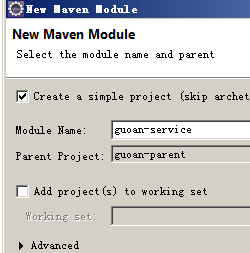 New Maven Module
New Maven Module
Select the module name and parent
Create a simple project (skip archet
Module Name: guoan-service
Parent Project: guoan-parent
Add project(s) to working set
Working set:
Advanced